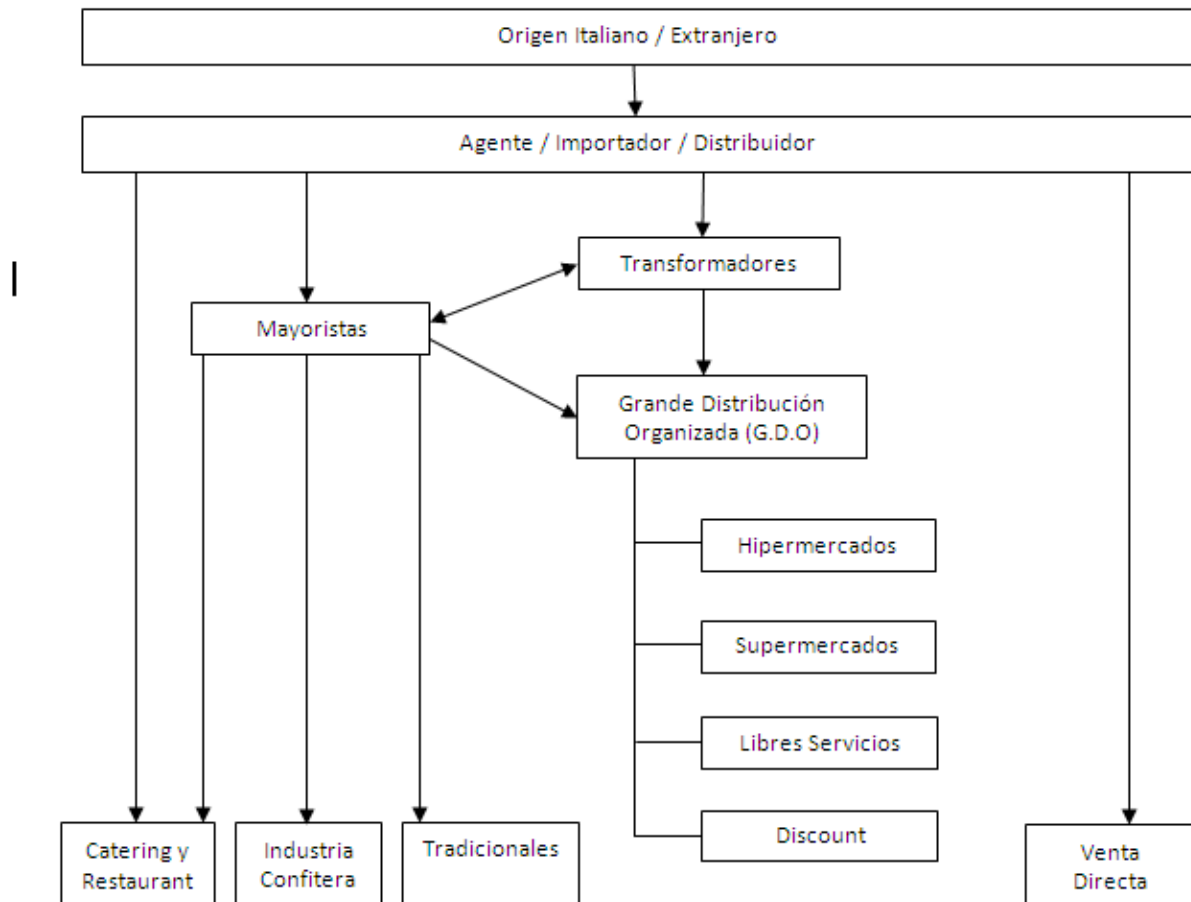 Origen Italiano / Extranjero
Agente / Importador / Distribuidor
Transformadores
Mayoristas
Grande Distribución
Organizada (G.D.O)
Hipermercados
Supermercados
Libres Servicios
Discount
Catering y
Restaurant
Industria
Confitera
Tradicionales
Venta
Directa